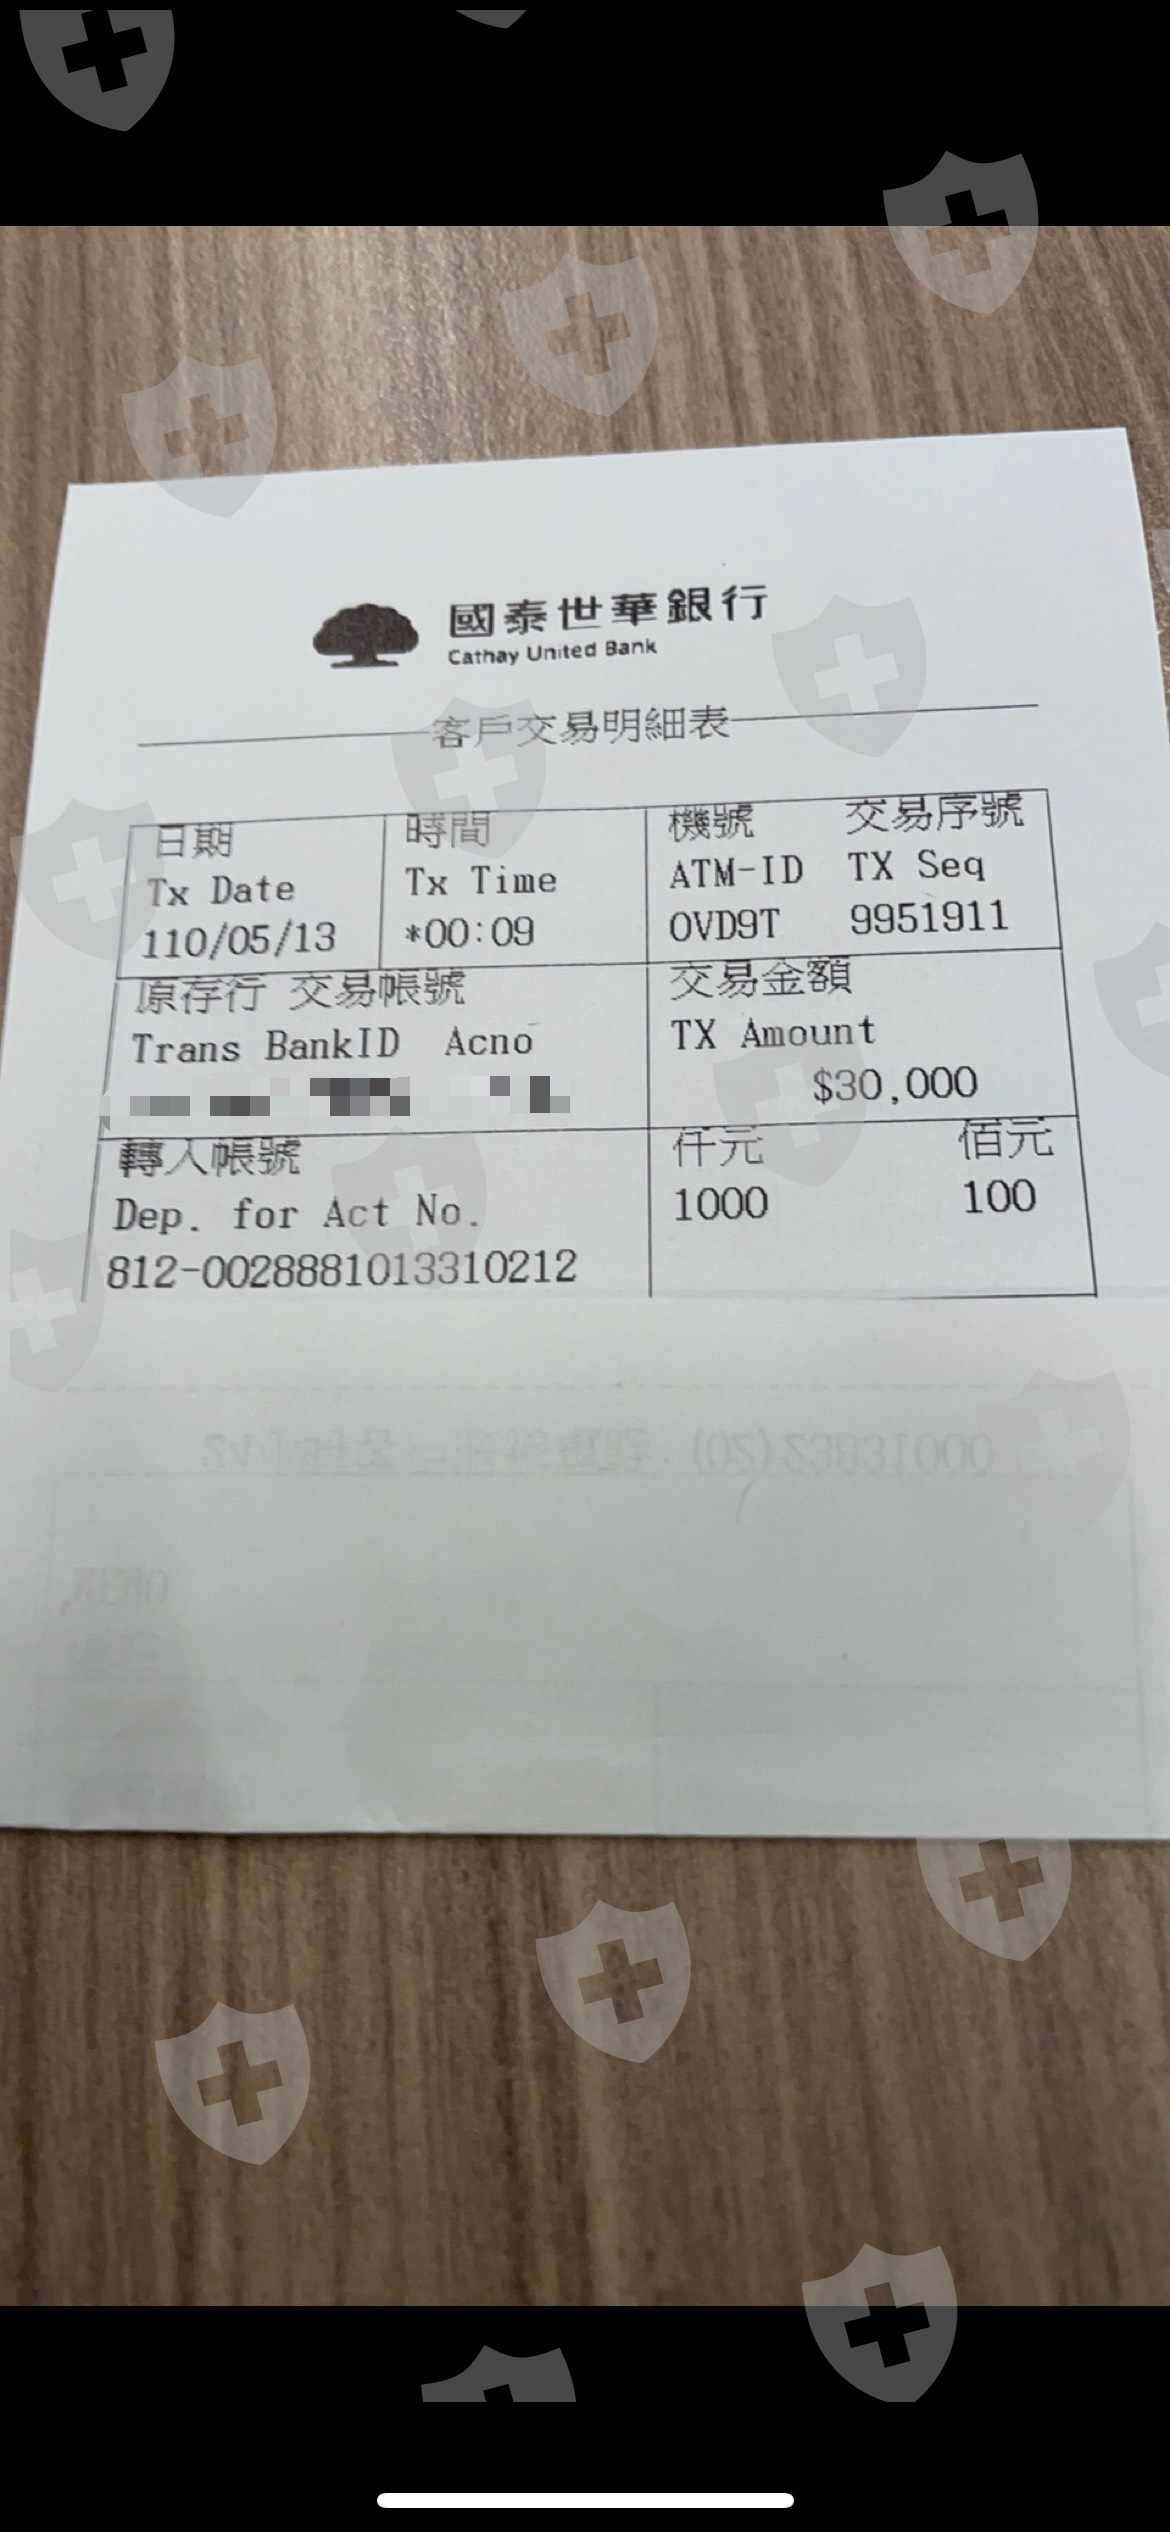 國泰世華銀行
Cathay United Bank
客戶交易明細表
日期 時間 機號 交易序號
Tx Date Tx Time ATM-ID TX Seq
110/05/13 *00:09 OVD9T 9951911
原存行 交易帳號 交易金額
Trans BankID Acno TX Amount
$30,000
轉入帳號 仟元 佰元
Dep. for Act No. 1000 100
812-0028881013310212